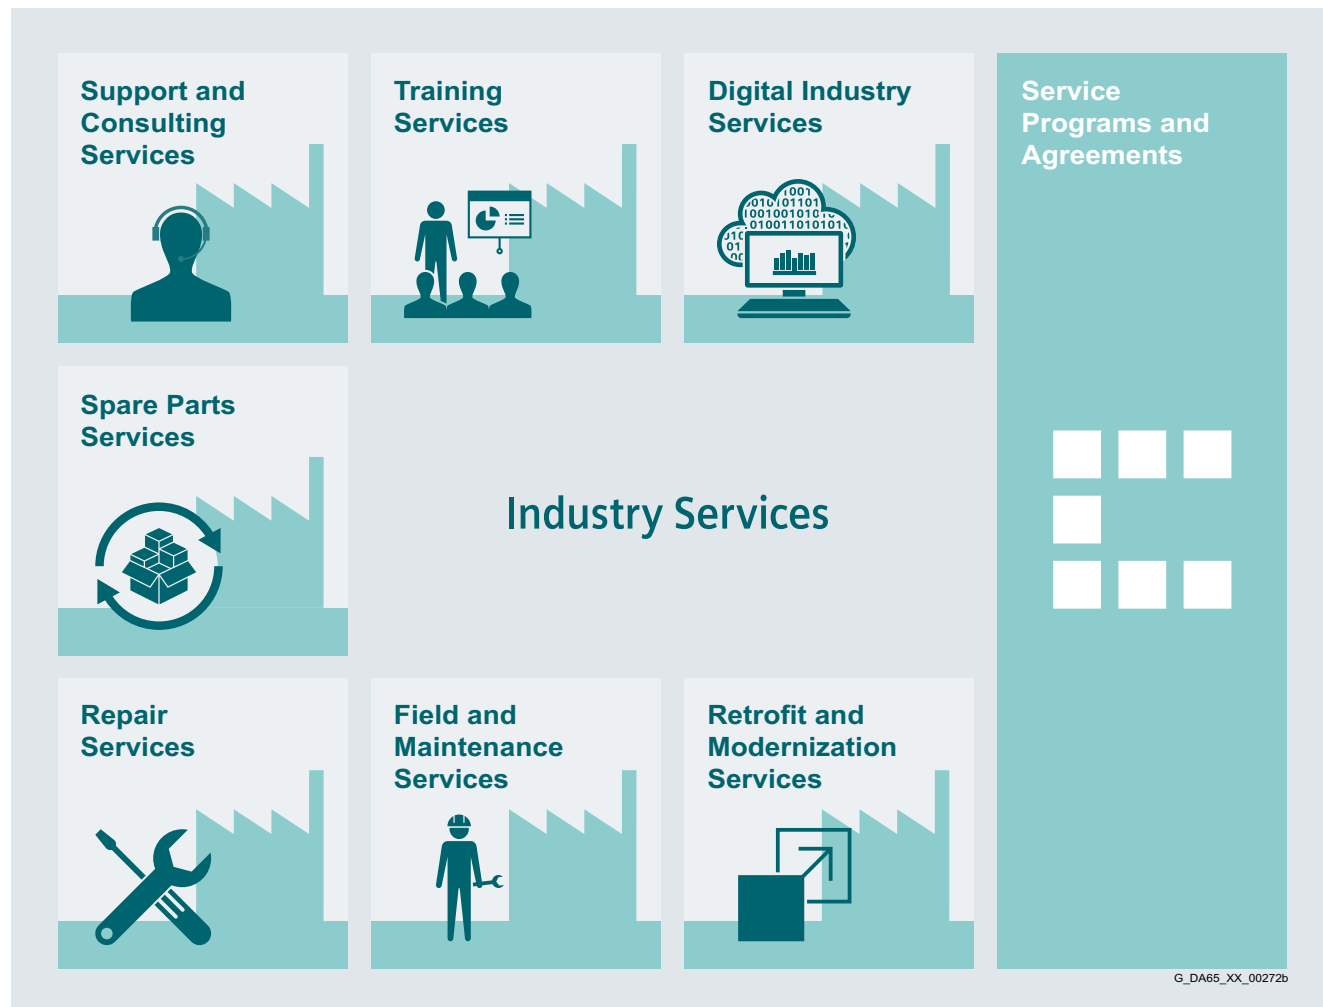 Support and
Consulting
Services
Training
Services
Digital Industry
Services
Service
Programs and
Agreements
Spare Parts
Services
Industry Services
Repair
Services
Field and
Maintenance
Services
Retrofit and
Modernization
Services
G_DA65_XX_00272b